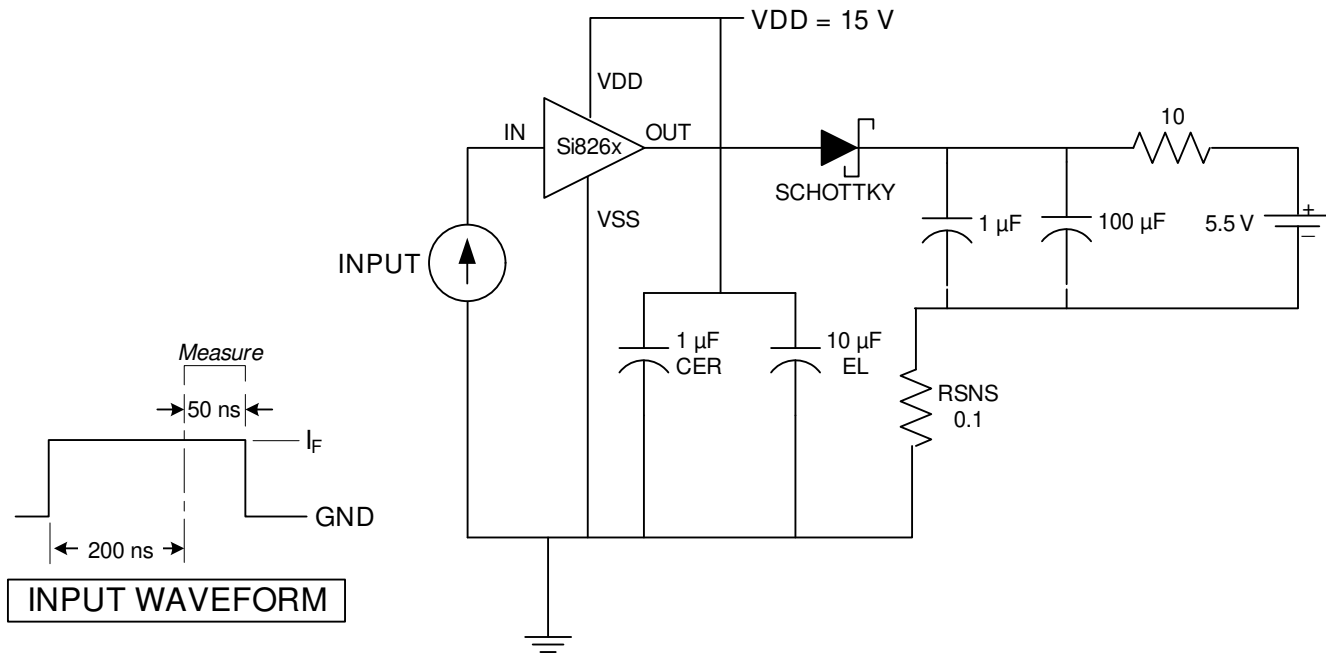 VDD = 15 V
VDD
IN
Si826x
OUT
VSS
SCHOTTKY
10
1 µF
100 µF
5.5 V
+
–
INPUT
1 µF
CER
10 µF
EL
RSNS
0.1
Measure
50 ns
IF
GND
200 ns
INPUT WAVEFORM